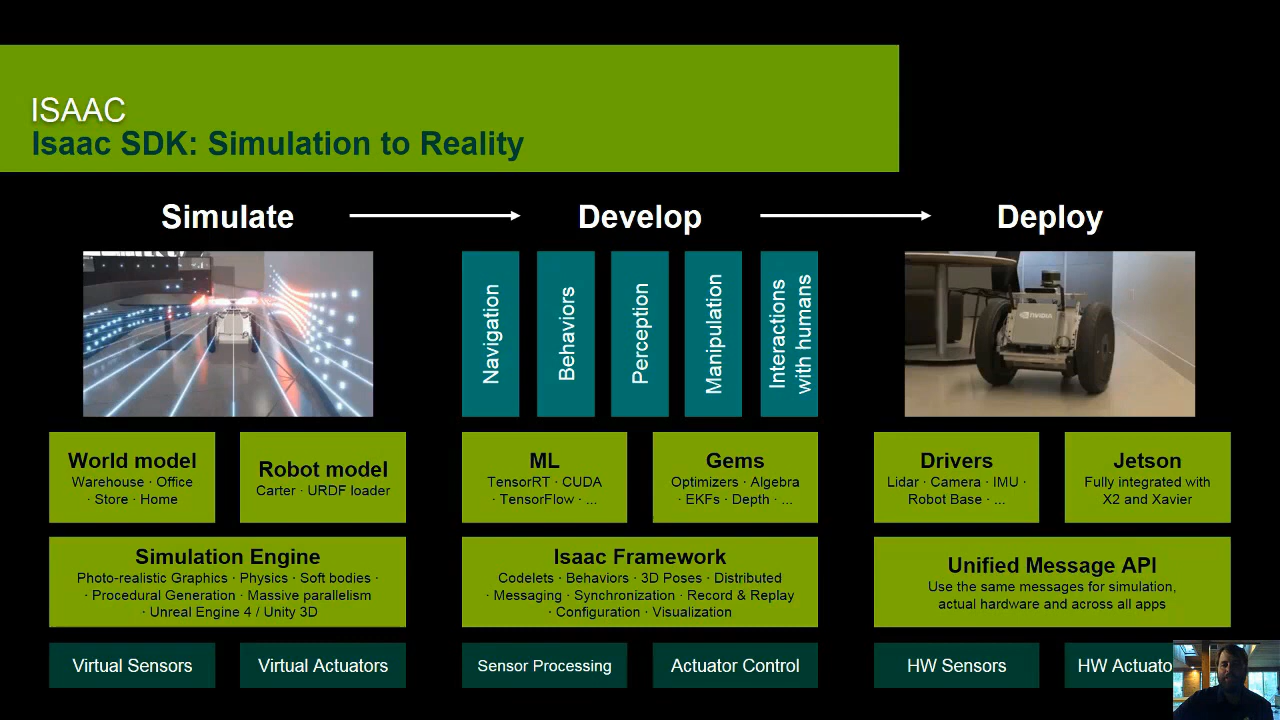 ISAAC
Isaac SDK: Simulation to Reality
Simulate
Develop
Deploy
Navigation
Behaviors
Perception
Manipulation
Interactions
with humans
NVIDIA
World model
Warehouse · Office
· Store · Home
Robot model
Carter · URDF loader
ML
TensorRT · CUDA
· TensorFlow · ...
Gems
Optimizers · Algebra
· EKFs · Depth · ...
Drivers
Lidar · Camera · IMU ·
Robot Base · ...
Jetson
Fully integrated with
X2 and Xavier
Simulation Engine
Photo-realistic Graphics · Physics · Soft bodies ·
· Procedural Generation · Massive parallelism
· Unreal Engine 4 / Unity 3D
Isaac Framework
Codelets · Behaviors · 3D Poses · Distributed
· Messaging · Synchronization · Record & Replay
· Configuration · Visualization
Unified Message API
Use the same messages for simulation,
actual hardware and across all apps
Virtual Sensors
Virtual Actuators
Sensor Processing
Actuator Control
HW Sensors
HW Actuato